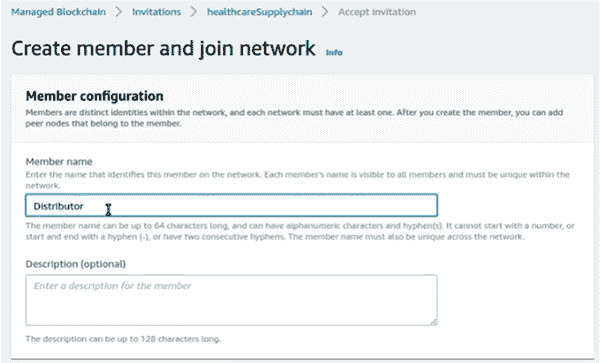 Managed Blockchain > Invitations > healthcareSupplychain > Accept invitation
Create member and join network Info
Member configuration
Members are distinct identities within the network, and each network must have at least one. After you create the member, you can add
peer nodes that belong to the member.
Member name
Enter the name that identifies this member on the network. Each member's name is visible to all members and must be unique within the
network.
Distributor
The member name can be up to 64 characters long, and can have alphanumeric characters and hyphen(s). It cannot start with a number, or
start and end with a hyphen (-), or have two consecutive hyphens. The member name must also be unique across the network.
Description (optional)
Enter a description for the member
The description can be up to 128 characters long.